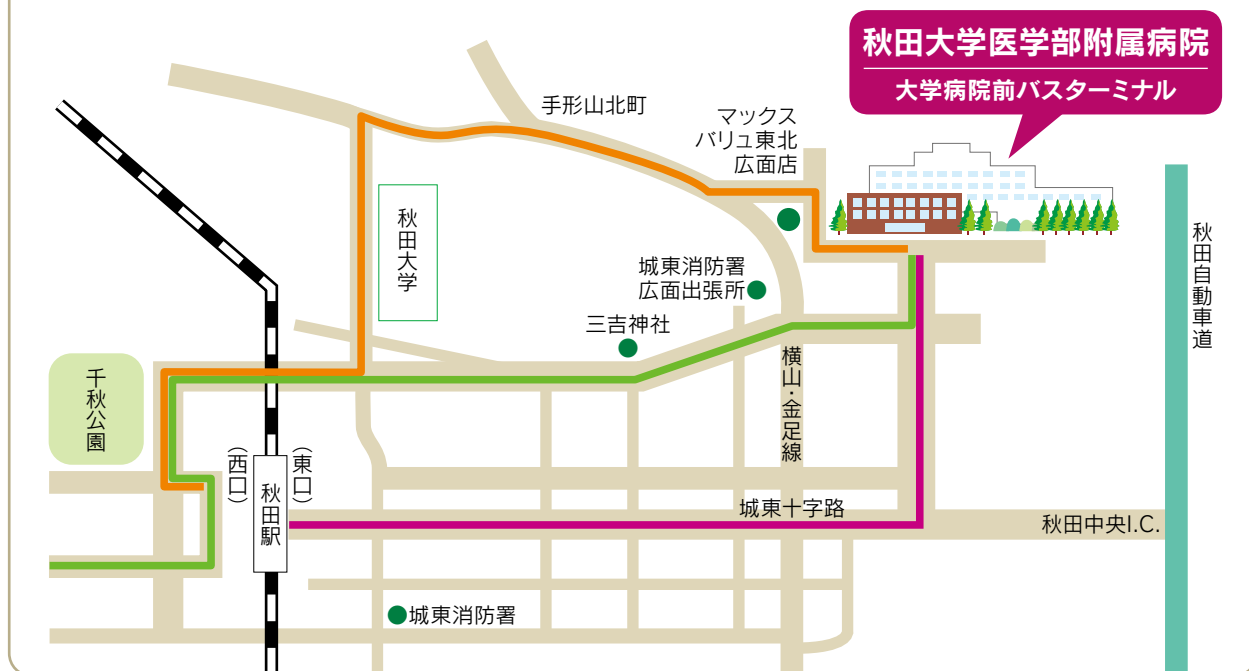 秋田大学医学部附属病院
大学病院前バスターミナル
手形山北町
マックス
バリュ東北
広面店
秋田大学
城東消防署
広面出張所
三吉神社
秋田自動車道
千秋公園
横山・金足線
(西口)
(東口)
秋田駅
城東十字路
秋田中央I.C.
城東消防署